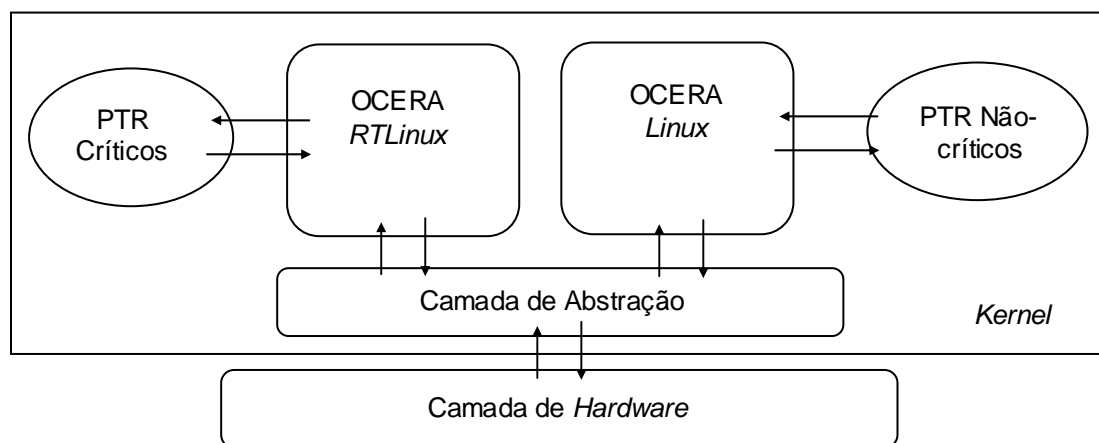 PTR
Críticos
OCERA
RTLinux
OCERA
Linux
PTR Não-
críticos
Camada de Abstração
Kernel
Camada de Hardware